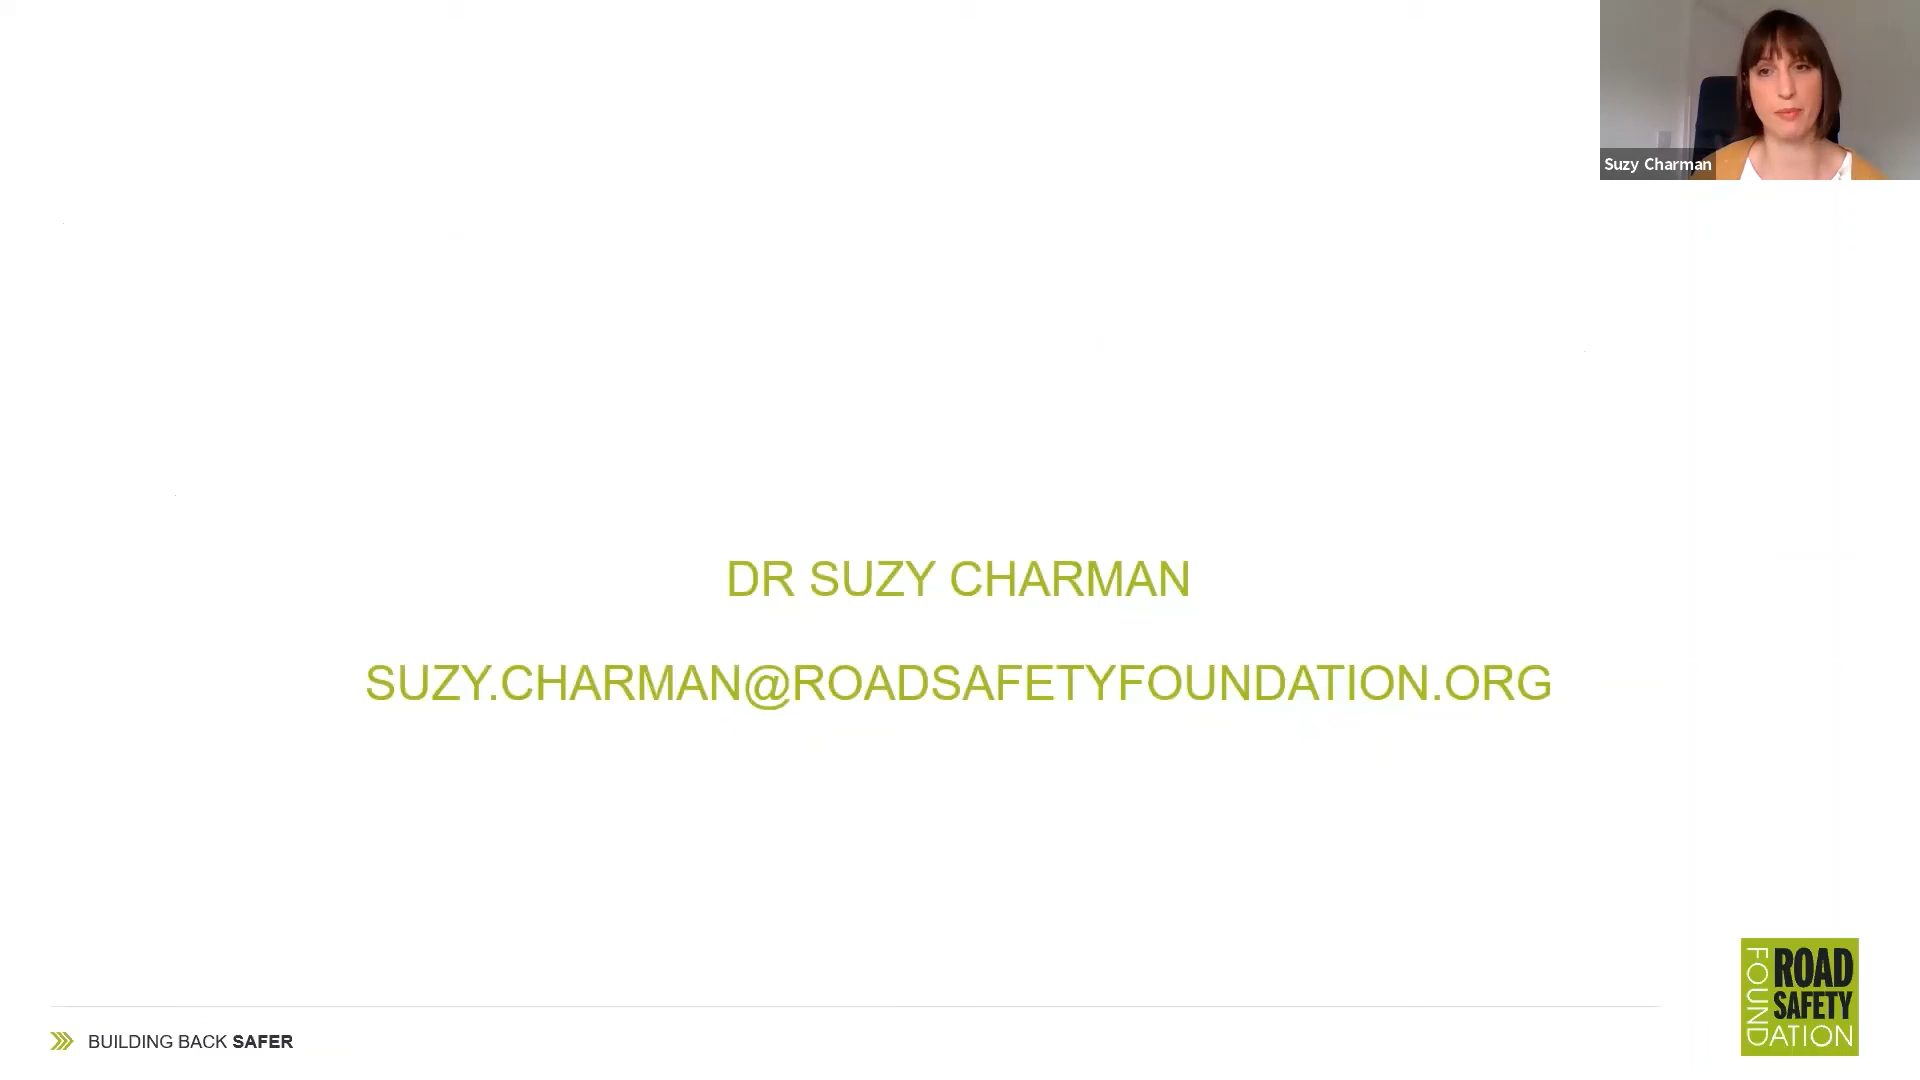 Suzy Charman
DR SUZY CHARMAN
SUZY.CHARMAN@ROADSAFETYFOUNDATION.ORG
ROAD
SAFETY
FOUNDATION
BUILDING BACK SAFER